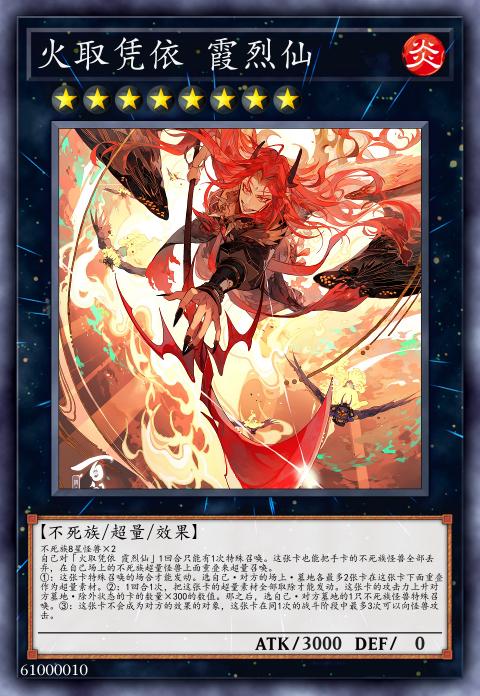 火取凭依 霞烈仙
炎
【不死族/超量/效果】
不死族8星怪兽×2
自己对「火取凭依 霞烈仙」1回合只能有1次特殊召唤。这张卡也能把手卡的不死族怪兽全部丢
弃，在自己场上的不死族超量怪兽上面重叠来超量召唤。
①：这张卡特殊召唤的场合才能发动。选自己·对方的场上·墓地各最多2张卡在这张卡下面重叠
作为超量素材。②：1回合1次，把这张卡的超量素材全部取除才能发动。这张卡的攻击力上升对
方墓地·除外状态的卡的数量×300的数值。那之后，选自己·对方墓地的1只不死族怪兽特殊召
唤。③：这张卡不会成为对方的效果的对象，这张卡在同1次的战斗阶段中最多3次可以向怪兽攻
击。
ATK/3000 DEF/ 0
61000010